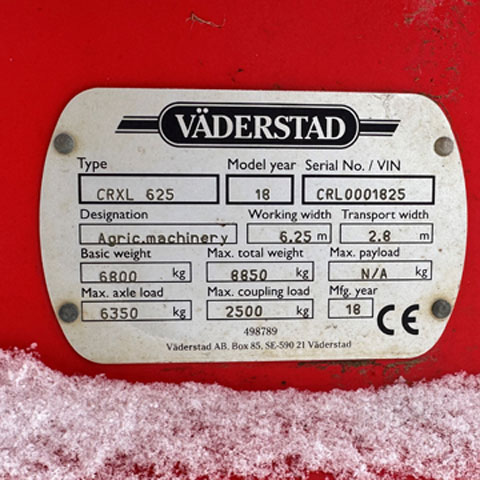 VÄDERSTAD
Type Model year Serial No. / VIN
CRXL 625 18 CRL0001825
Designation Working width Transport width
Agric.machinery 6.25 m 2.8 m
Basic weight Max. total weight Max. payload
6800 kg 8850 kg N/A kg
Max. axle load Max. coupling load Mfg. year
6350 kg 2500 kg 18 CE
498789
Väderstad AB. Box 85, SE-590 21 Väderstad